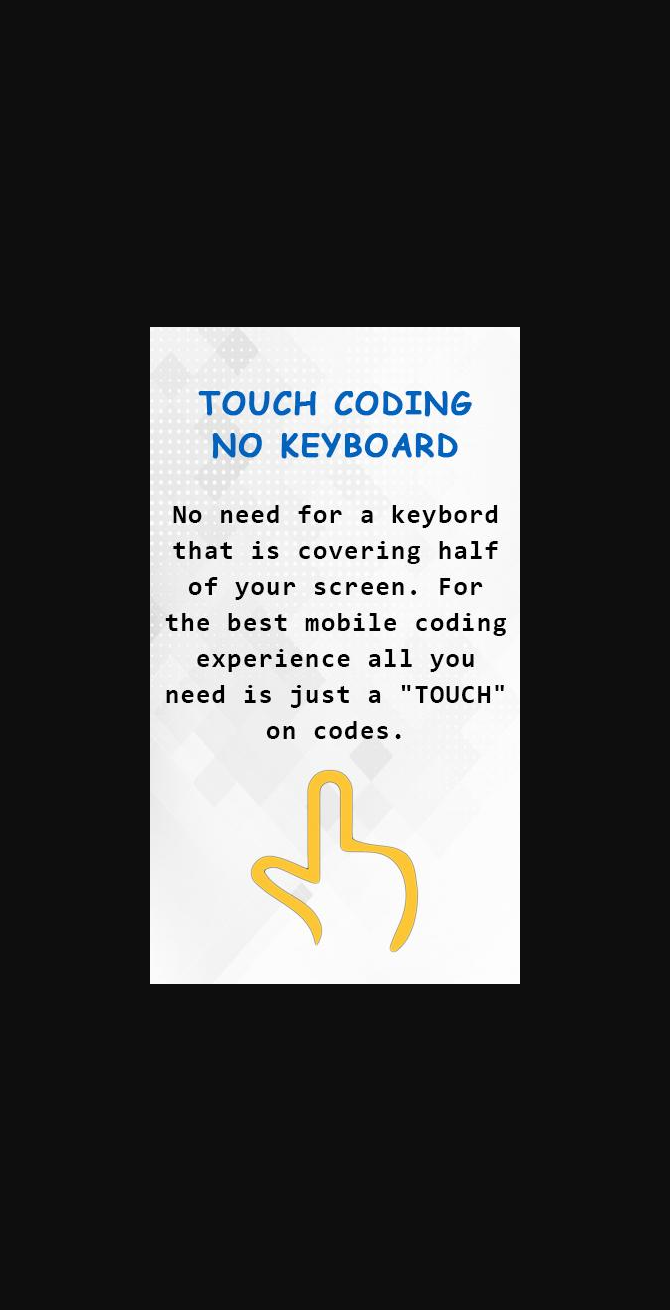 TOUCH CODING
NO KEYBOARD
No need for a keybord
that is covering half
of your screen. For
the best mobile coding
experience all you
need is just a "TOUCH"
on codes.